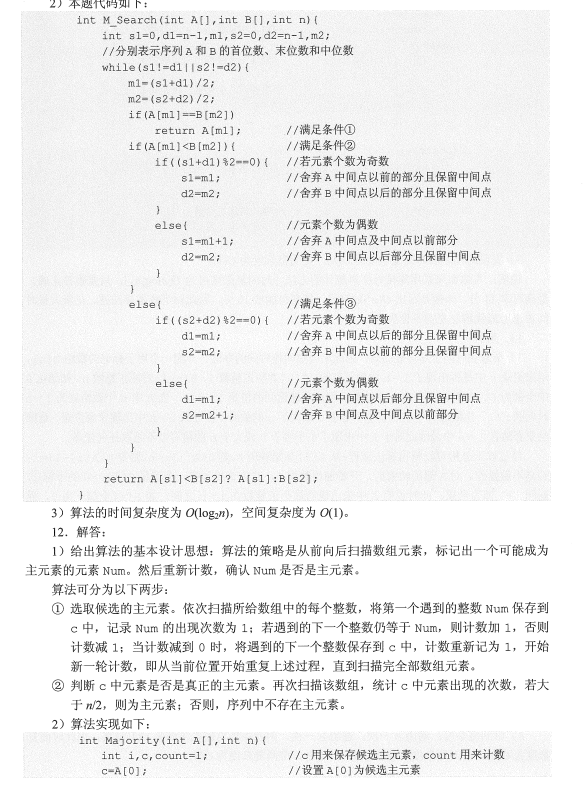 2）本题代码如下：
int M_Search(int A[],int B[],int n){
int s1=0,d1=n-1,m1,s2=0,d2=n-1,m2;
//分别表示序列 A 和 B 的首位数、末位数和中位数
while(s1!=d1||s2!=d2){
m1=(s1+d1)/2;
m2=(s2+d2)/2;
if(A[m1]==B[m2])
return A[m1]; //满足条件①
if(A[m1]<B[m2]){ //满足条件②
if((s1+d1)%2==0){ //若元素个数为奇数
s1=m1; //舍弃 A 中间点以前的部分且保留中间点
d2=m2; //舍弃 B 中间点以后的部分且保留中间点
}
else{ //元素个数为偶数
s1=m1+1; //舍弃 A 中间点及中间点以前部分
d2=m2; //舍弃 B 中间点以后部分且保留中间点
}
}
else{ //满足条件③
if((s2+d2)%2==0){ //若元素个数为奇数
d1=m1; //舍弃 A 中间点以后的部分且保留中间点
s2=m2; //舍弃 B 中间点以前的部分且保留中间点
}
else{ //元素个数为偶数
d1=m1; //舍弃 A 中间点以后部分且保留中间点
s2=m2+1; //舍弃 B 中间点及中间点以前部分
}
}
}
return A[s1]<B[s2]? A[s1]:B[s2];
}
3）算法的时间复杂度为 O(log₂n)，空间复杂度为 O(1)。
12．解答：
1）给出算法的基本设计思想：算法的策略是从前向后扫描数组元素，标记出一个可能成为
主元素的元素 Num。然后重新计数，确认 Num 是否是主元素。
算法可分为以下两步：
① 选取候选的主元素。依次扫描所给数组中的每个整数，将第一个遇到的整数 Num 保存到
c 中，记录 Num 的出现次数为 1；若遇到的下一个整数仍等于 Num，则计数加 1，否则
计数减 1；当计数减到 0 时，将遇到的下一个整数保存到 c 中，计数重新记为 1，开始
新一轮计数，即从当前位置开始重复上述过程，直到扫描完全部数组元素。
② 判断 c 中元素是否是真正的主元素。再次扫描该数组，统计 c 中元素出现的次数，若大
于 n/2，则为主元素；否则，序列中不存在主元素。
2）算法实现如下：
int Majority(int A[],int n){
int i,c,count=1; //c 用来保存候选主元素，count 用来计数
c=A[0]; //设置 A[0]为候选主元素